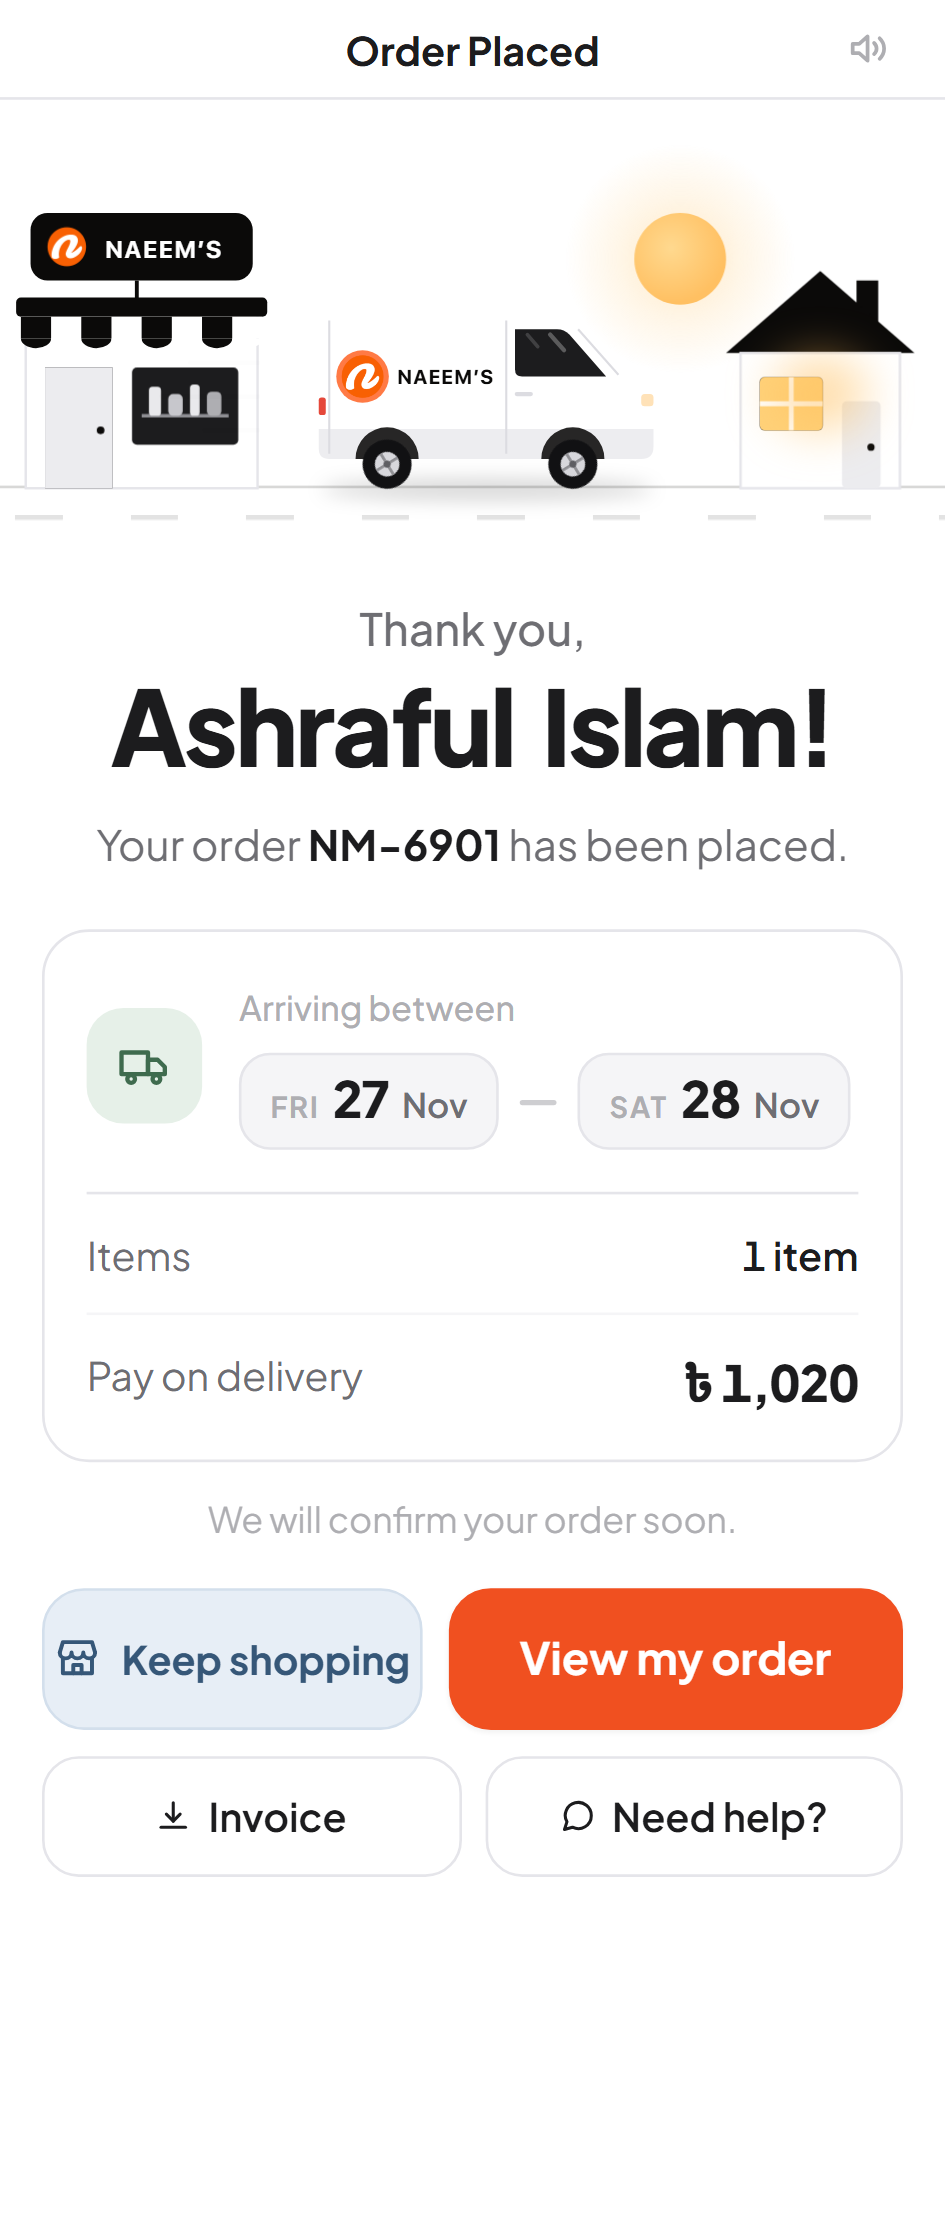 Order Placed
NAEEM'S
NAEEM'S
Thank you,
Ashraful Islam!
Your order NM-6901 has been placed.
Arriving between
FRI 27 Nov — SAT 28 Nov
Items 1 item
Pay on delivery ৳ 1,020
We will confirm your order soon.
Keep shopping View my order
Invoice Need help?